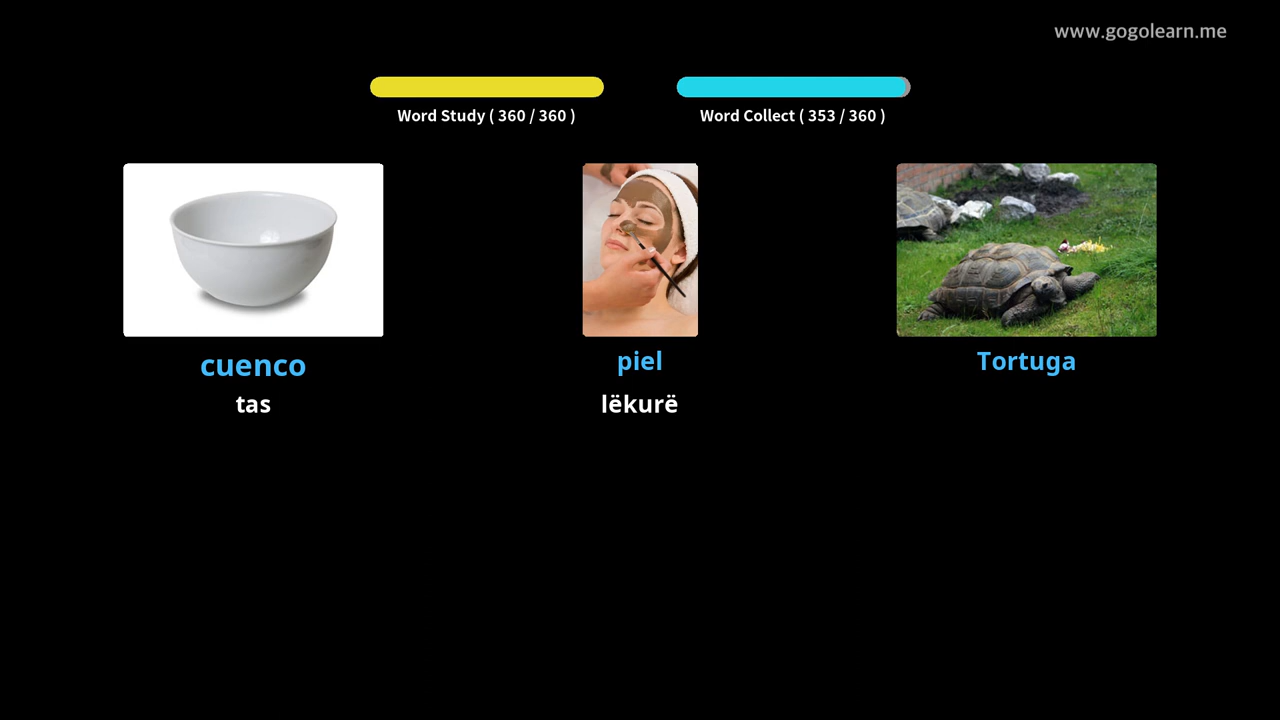 www.gogolearn.me
Word Study ( 360 / 360 )
Word Collect ( 353 / 360 )
cuenco
piel
Tortuga
tas
lëkurë